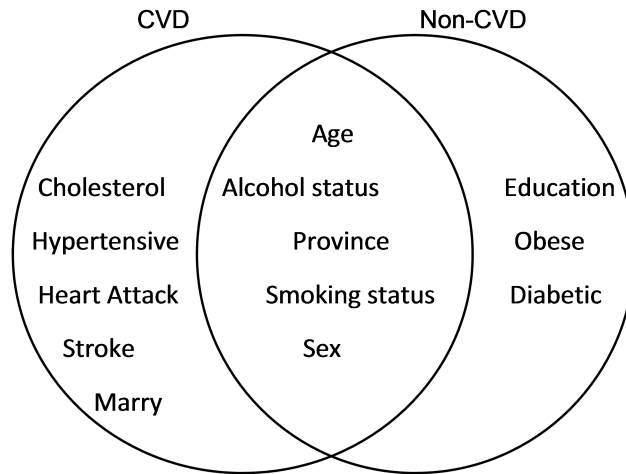 CVD
Non-CVD
Age
Cholesterol
Alcohol status
Education
Hypertensive
Province
Obese
Heart Attack
Smoking status
Diabetic
Stroke
Sex
Marry